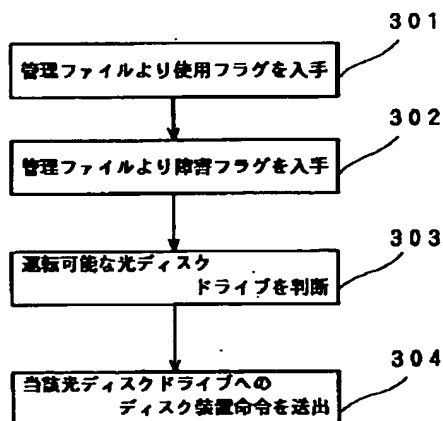 301
管理ファイルより使用フラグを入手
302
管理ファイルより障害フラグを入手
303
運転可能な光ディスク
ドライブを判断
304
当該光ディスクドライブへの
ディスク装置命令を送出